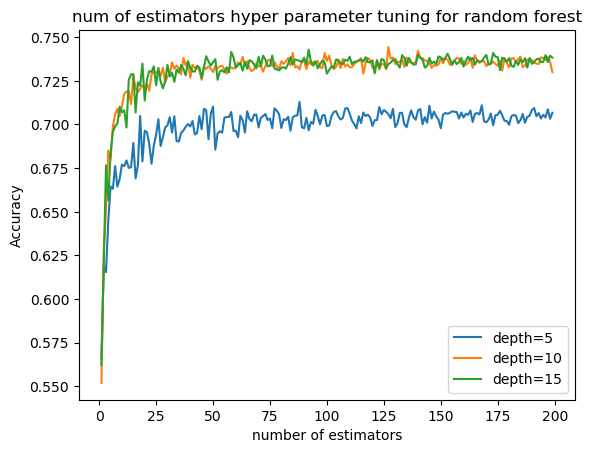 num of estimators hyper parameter tuning for random forest
0.750
0.725
0.700
0.675
0.650
0.625
0.600
0.575
0.550
Accuracy
depth=5
depth=10
depth=15
0 25 50 75 100 125 150 175 200
number of estimators